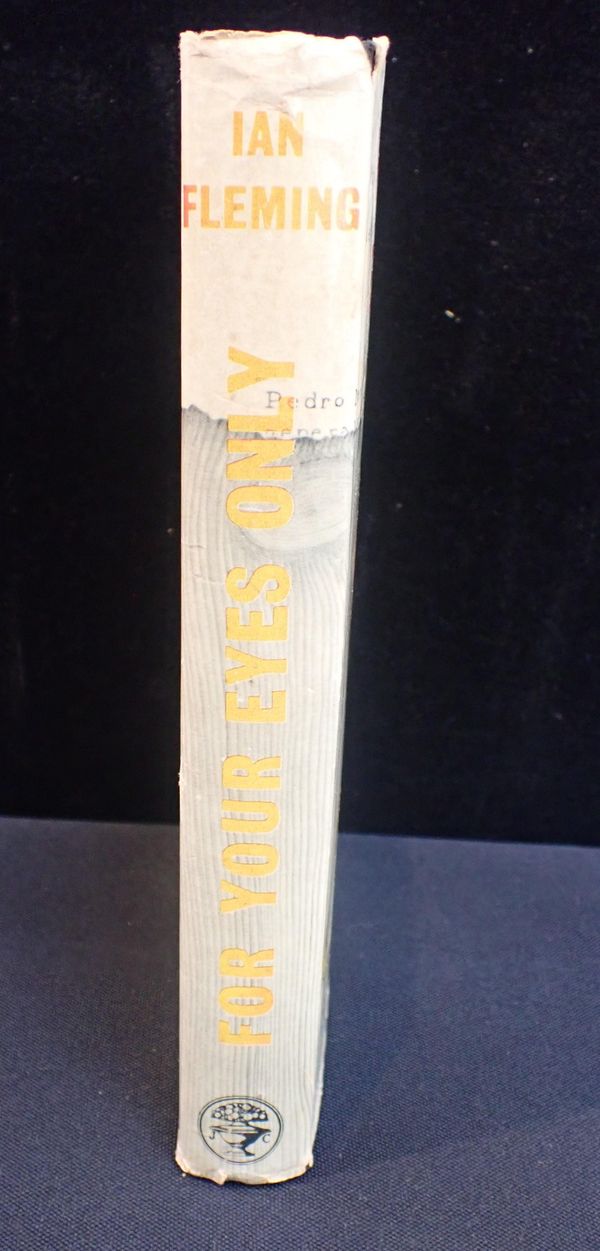 IAN
FLEMING
FOR YOUR EYES ONLY
Pedro
J C